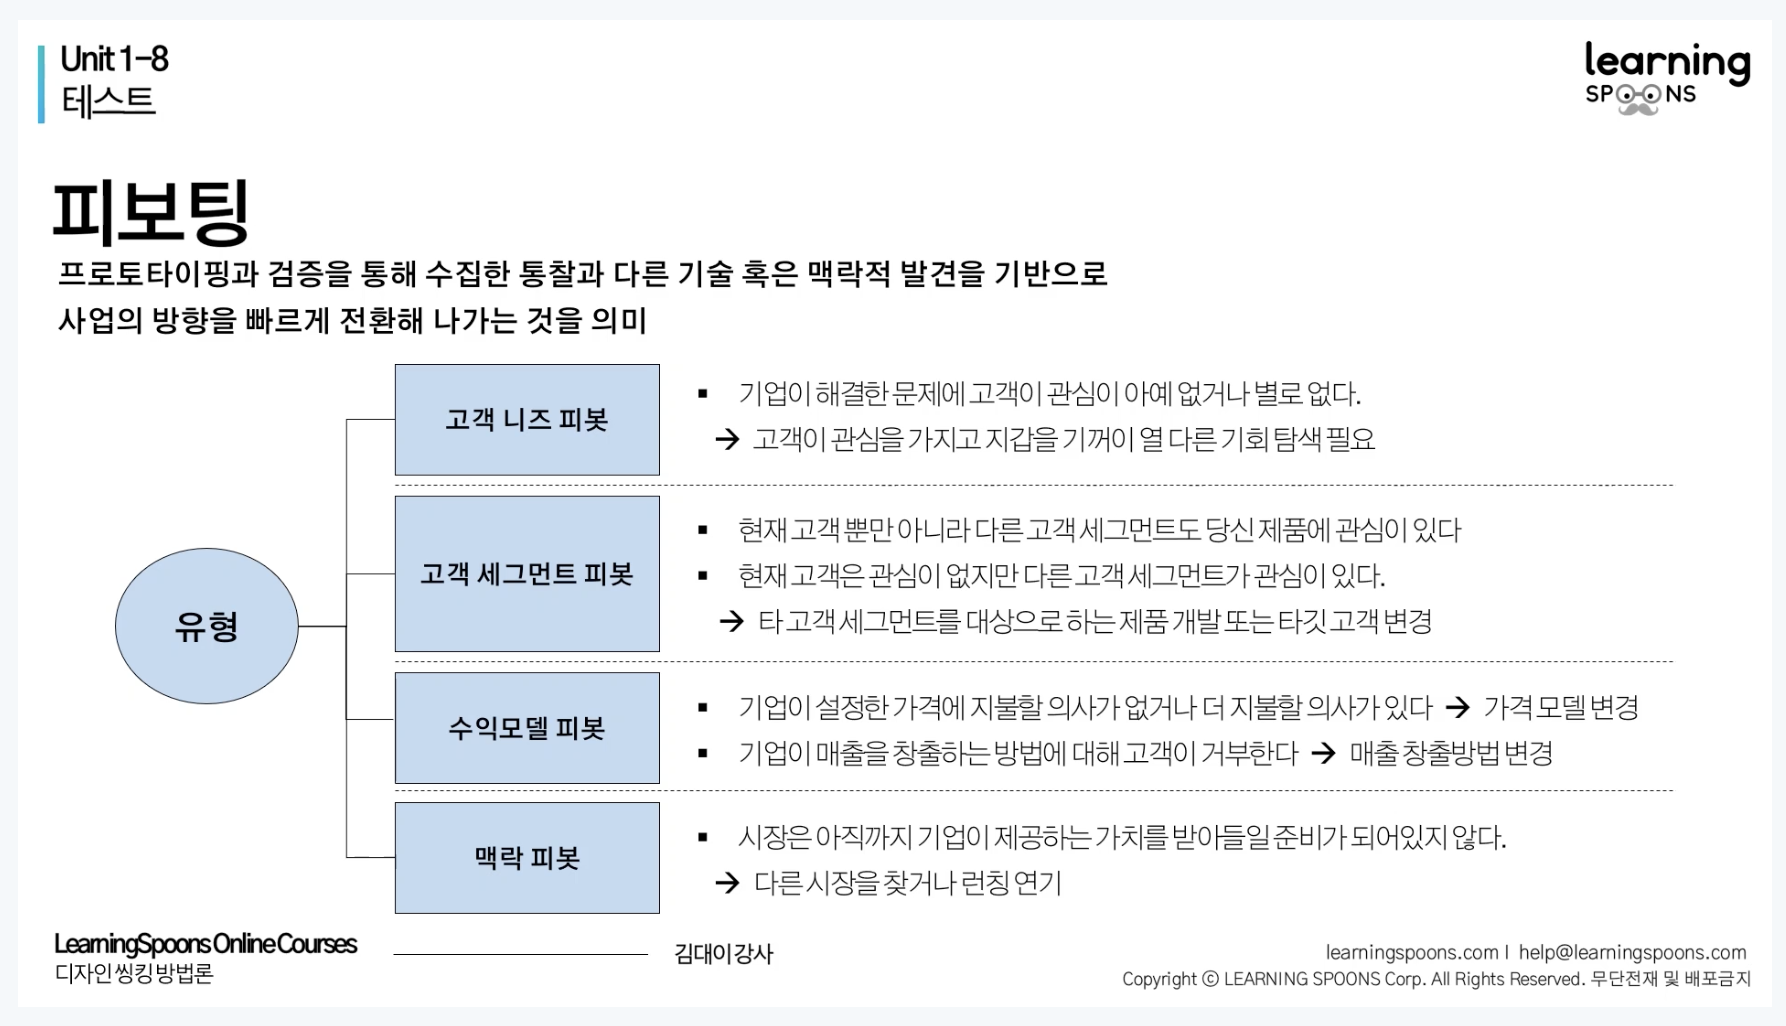 Unit 1-8
테스트
learning
SPOONS
피보팅
프로토타이핑과 검증을 통해 수집한 통찰과 다른 기술 혹은 맥락적 발견을 기반으로
사업의 방향을 빠르게 전환해 나가는 것을 의미
유형
고객 니즈 피봇
▪ 기업이 해결한 문제에 고객이 관심이 아예 없거나 별로 없다.
→ 고객이 관심을 가지고 지갑을 기꺼이 열 다른 기회 탐색 필요
고객 세그먼트 피봇
▪ 현재 고객 뿐만 아니라 다른 고객 세그먼트도 당신 제품에 관심이 있다
▪ 현재 고객은 관심이 없지만 다른 고객 세그먼트가 관심이 있다.
→ 타 고객 세그먼트를 대상으로 하는 제품 개발 또는 타깃 고객 변경
수익모델 피봇
▪ 기업이 설정한 가격에 지불할 의사가 없거나 더 지불할 의사가 있다 → 가격 모델 변경
▪ 기업이 매출을 창출하는 방법에 대해 고객이 거부한다 → 매출 창출방법 변경
맥락 피봇
▪ 시장은 아직까지 기업이 제공하는 가치를 받아들일 준비가 되어있지 않다.
→ 다른 시장을 찾거나 런칭 연기
LearningSpoons Online Courses
디자인 씽킹 방법론
김대이 강사
learningspoons.com I help@learningspoons.com
Copyright ⓒ LEARNING SPOONS Corp. All Rights Reserved. 무단전재 및 배포금지